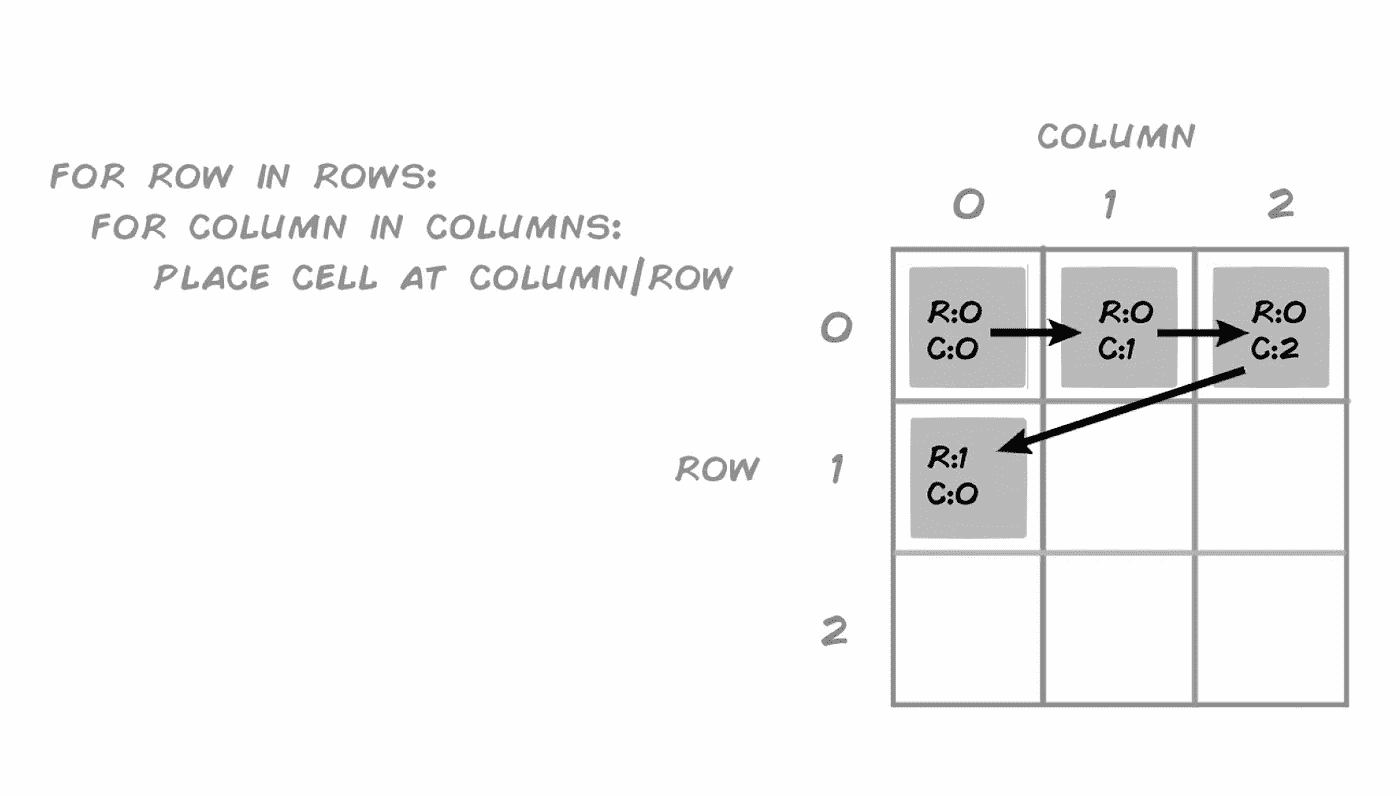 FOR ROW IN ROWS:
FOR COLUMN IN COLUMNS:
PLACE CELL AT COLUMN/ROW
COLUMN
0 1 2
0
R:0
C:0
R:0
C:1
R:0
C:2
ROW 1
R:1
C:0
2